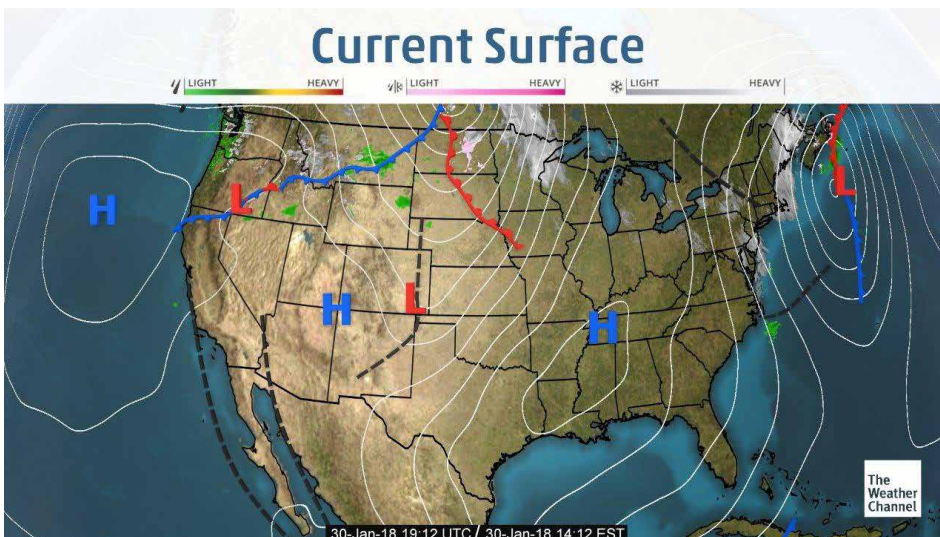 Current Surface
LIGHT HEAVY LIGHT HEAVY LIGHT HEAVY
H L
H L L
H
The
Weather
Channel
30-Jan-18 19:12 UTC / 30-Jan-18 14:12 EST